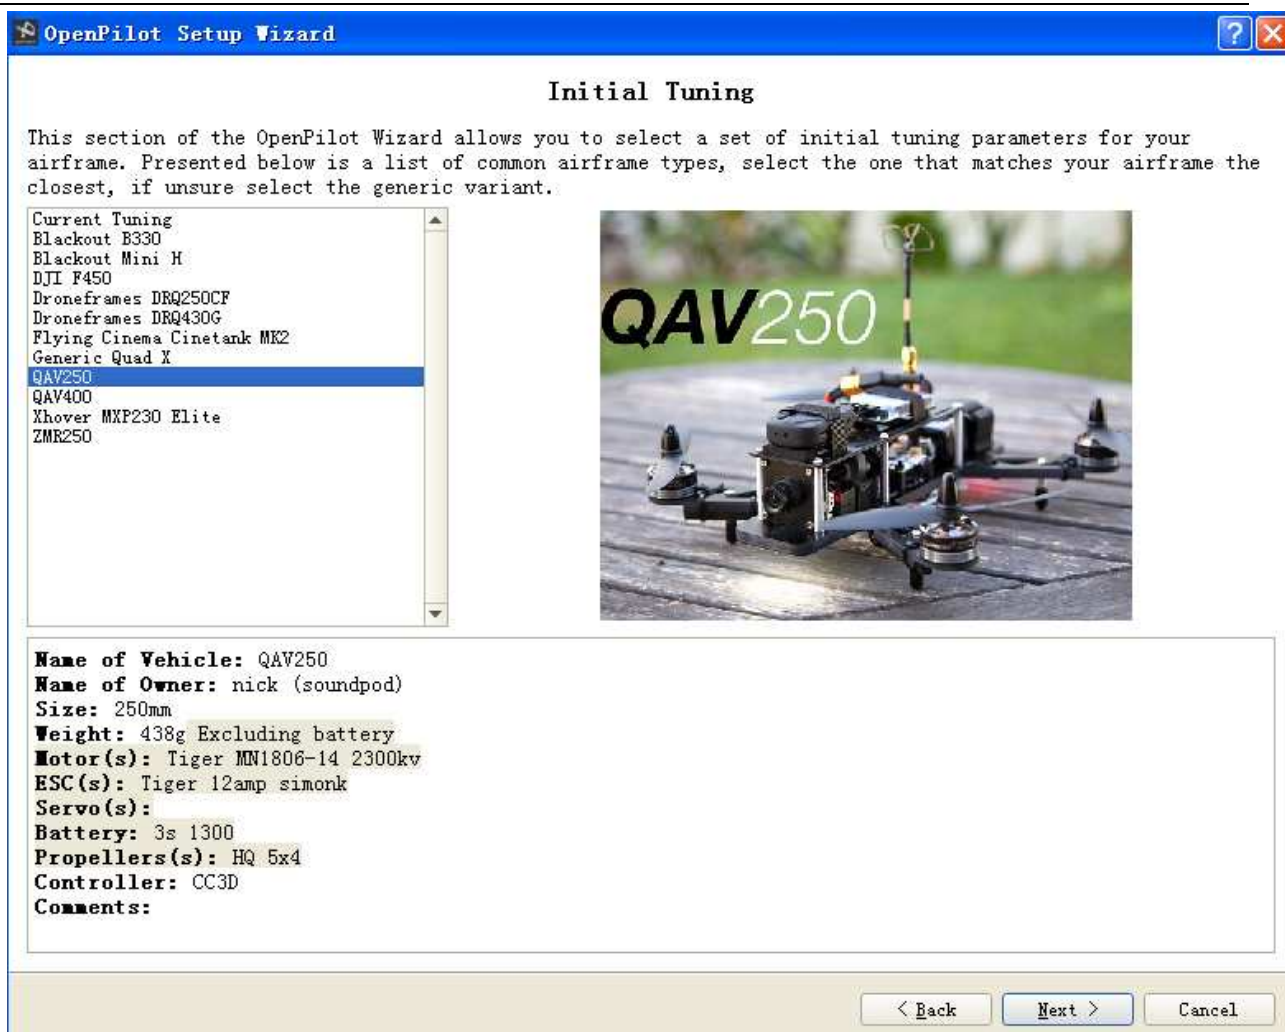 OpenPilot Setup Wizard
Initial Tuning
This section of the OpenPilot Wizard allows you to select a set of initial tuning parameters for your
airframe. Presented below is a list of common airframe types, select the one that matches your airframe the
closest, if unsure select the generic variant.
Current Tuning
Blackout B330
Blackout Mini H
DJI F450
Droneframes DRQ250CF
Droneframes DRQ430G
Flying Cinema Cinetank MK2
Generic Quad X
QAV250
QAV400
Xhover MXP230 Elite
ZMR250
QAV250
Name of Vehicle: QAV250
Name of Owner: nick (soundpod)
Size: 250mm
Weight: 438g Excluding battery
Motor(s): Tiger MN1806-14 2300kv
ESC(s): Tiger 12amp simonk
Servo(s):
Battery: 3s 1300
Propellers(s): HQ 5x4
Controller: CC3D
Comments:
< Back Next > Cancel